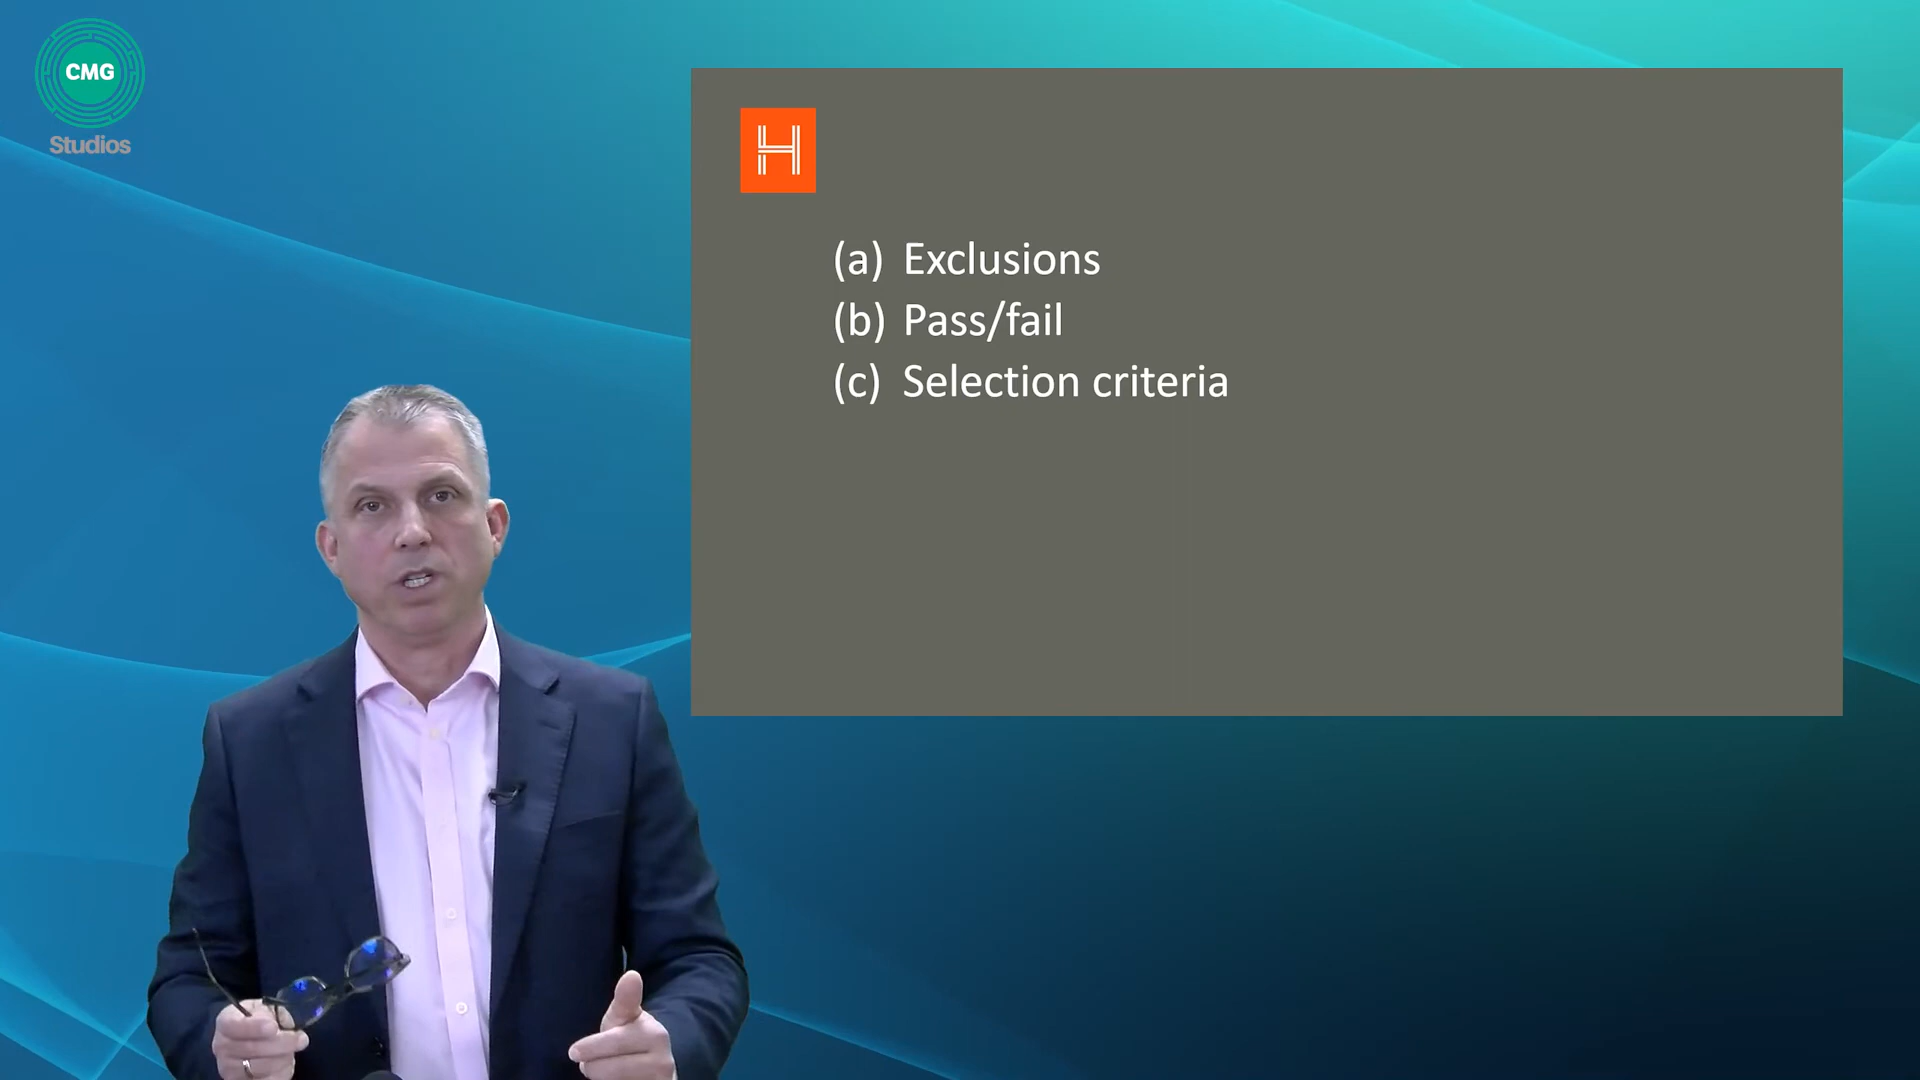 CMG
Studios
H
(a) Exclusions
(b) Pass/fail
(c) Selection criteria